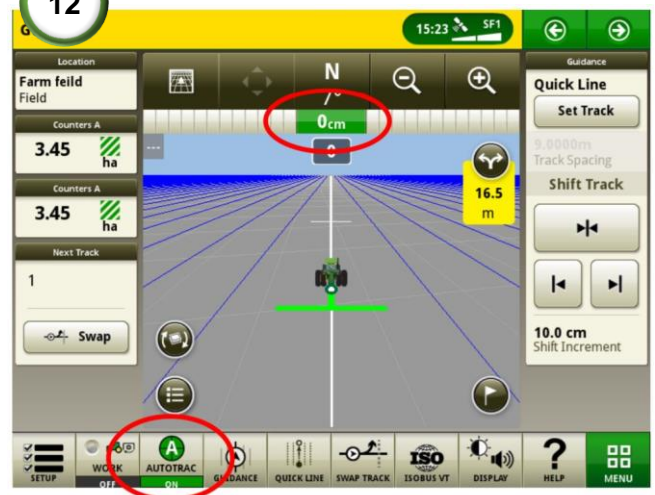 12
G
15:23 SF1
Location
Farm feild
Field
Counters A
3.45
ha
Counters A
3.45
ha
Next Track
1
Swap
N
0cm
0
---
16.5
m
Guidance
Quick Line
Set Track
9.0000m
Track Spacing
Shift Track
10.0 cm
Shift Increment
SETUP
WORK
OFF
A
AUTOTRAC
ON
GUIDANCE
QUICK LINE
SWAP TRACK
ISO
ISOBUS VT
DISPLAY
?
HELP
MENU